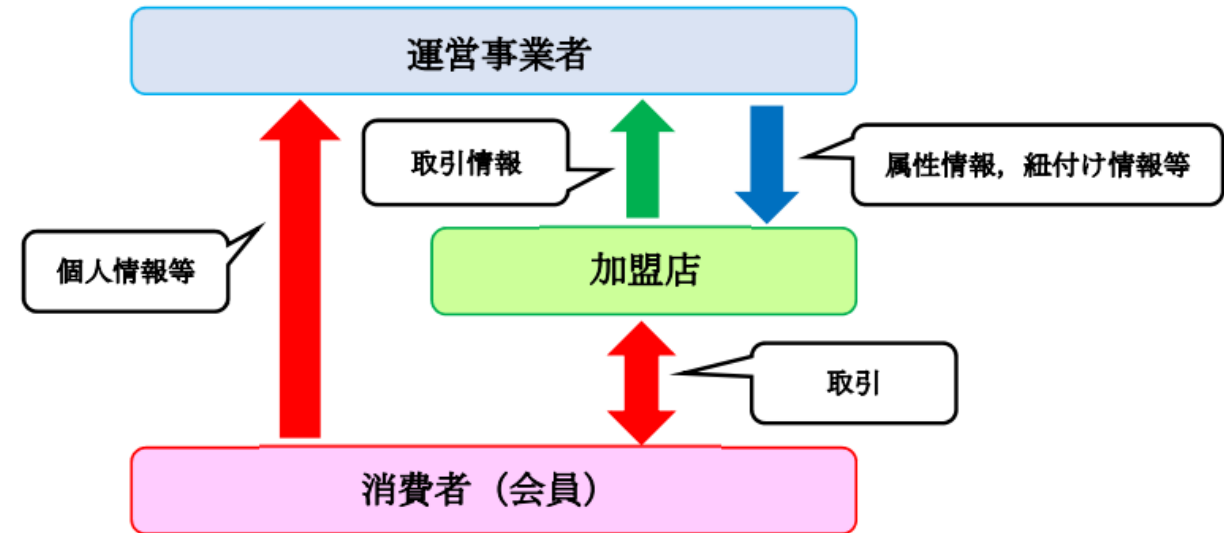 運営事業者
取引情報
属性情報，紐付け情報等
個人情報等
加盟店
取引
消費者（会員）